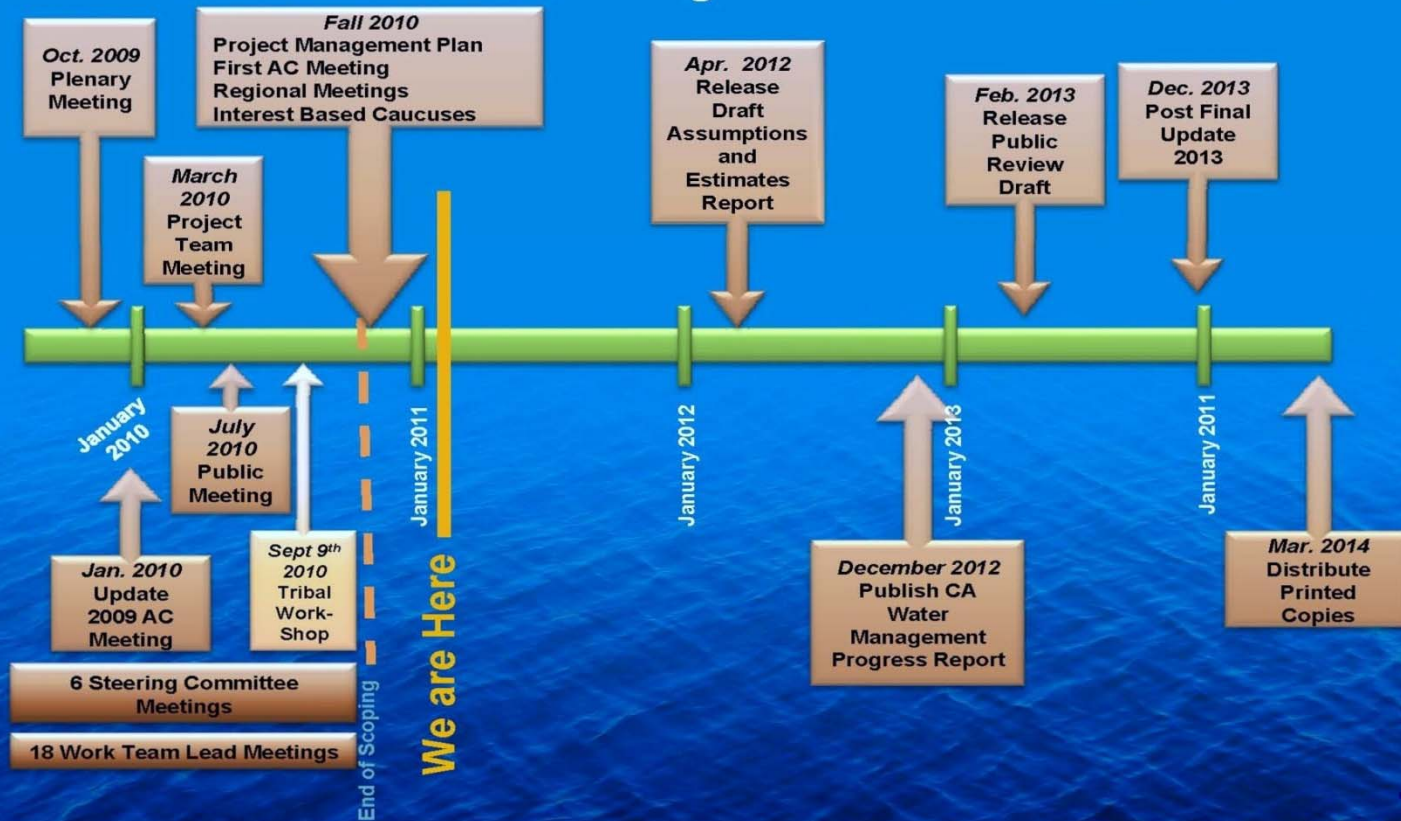 Oct. 2009
Plenary
Meeting
March
2010
Project
Team
Meeting
Fall 2010
Project Management Plan
First AC Meeting
Regional Meetings
Interest Based Caucuses
Apr. 2012
Release
Draft
Assumptions
and
Estimates
Report
Feb. 2013
Release
Public
Review
Draft
Dec. 2013
Post Final
Update
2013
January
2010
January 2011
January 2012
January 2013
January 2011
Jan. 2010
Update
2009 AC
Meeting
July
2010
Public
Meeting
Sept 9th
2010
Tribal
Work-
Shop
6 Steering Committee
Meetings
18 Work Team Lead Meetings
End of Scoping
We are Here
December 2012
Publish CA
Water
Management
Progress Report
Mar. 2014
Distribute
Printed
Copies